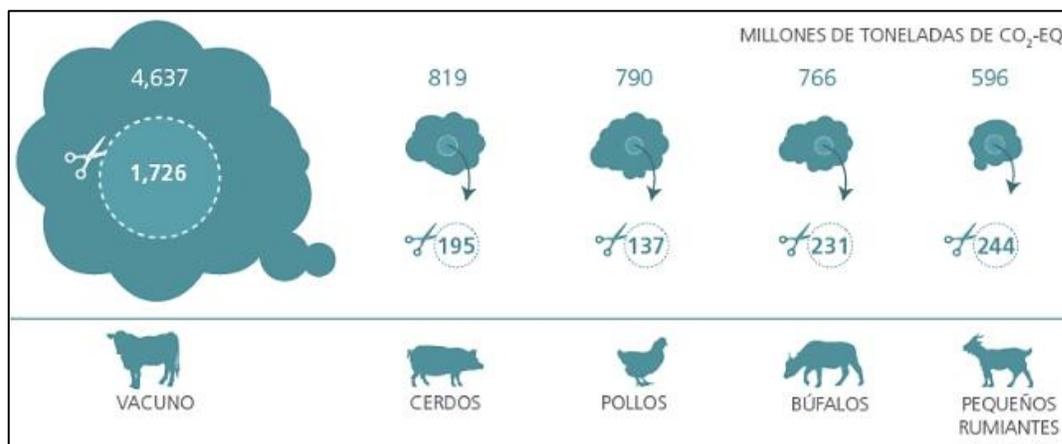 MILLONES DE TONELADAS DE CO₂-EQ
4,637 819 790 766 596
1,726
195 137 231 244
VACUNO CERDOS POLLOS BÚFALOS PEQUEÑOS
RUMIANTES